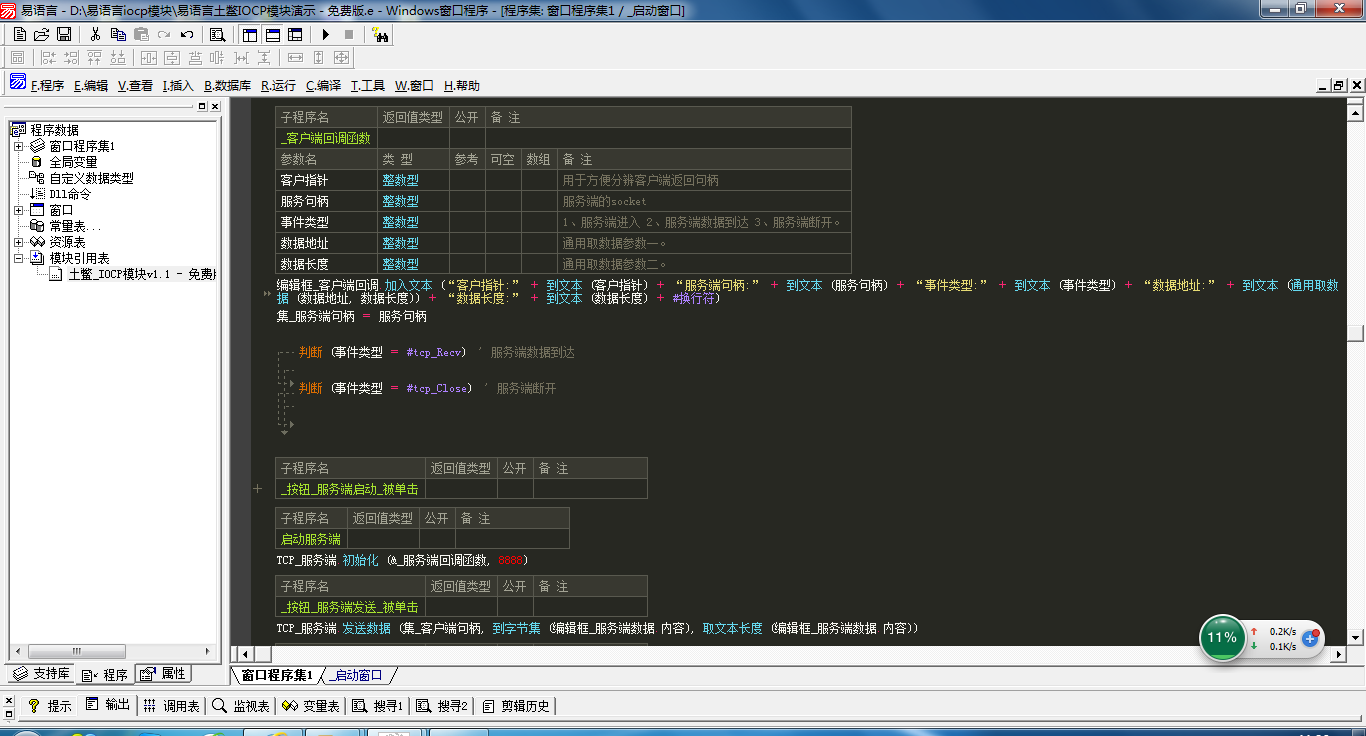 易语言 - D:\易语言iocp模块\易语言土鳖IOCP模块演示 - 免费版.e - Windows窗口程序 - [程序集: 窗口程序集1 / _启动窗口]
F.程序 E.编辑 V.查看 I.插入 B.数据库 R.运行 C.编译 T.工具 W.窗口 H.帮助
程序数据
窗口程序集1
全局变量
自定义数据类型
Dll命令
窗口
常量表...
资源表
模块引用表
土鳖_IOCP模块v1.1 - 免费
支持库 程序 属性
子程序名 返回值类型 公开 备 注
_客户端回调函数
参数名 类 型 参考 可空 数组 备 注
客户指针 整数型 用于方便分辨客户端返回句柄
服务句柄 整数型 服务端的socket
事件类型 整数型 1、服务端进入 2、服务端数据到达 3、服务端断开。
数据地址 整数型 通用取数据参数一。
数据长度 整数型 通用取数据参数二。
编辑框_客户端回调.加入文本 (“客户指针:” + 到文本 (客户指针) + “服务端句柄:” + 到文本 (服务句柄) + “事件类型:” + 到文本 (事件类型) + “数据地址:” + 到文本 (通用取数
据 (数据地址, 数据长度)) + “数据长度:” + 到文本 (数据长度) + #换行符)
集_服务端句柄 = 服务句柄
判断 (事件类型 = #tcp_Recv) ' 服务端数据到达
判断 (事件类型 = #tcp_Close) ' 服务端断开
子程序名 返回值类型 公开 备 注
_按钮_服务端启动_被单击
子程序名 返回值类型 公开 备 注
启动服务端
TCP_服务端.初始化 (&_服务端回调函数, 8888)
子程序名 返回值类型 公开 备 注
_按钮_服务端发送_被单击
TCP_服务端.发送数据 (集_客户端句柄, 到字节集 (编辑框_服务端数据.内容), 取文本长度 (编辑框_服务端数据.内容))
11%
0.2K/s
0.1K/s
窗口程序集1 _启动窗口
提示 输出 调用表 监视表 变量表 搜寻1 搜寻2 剪辑历史